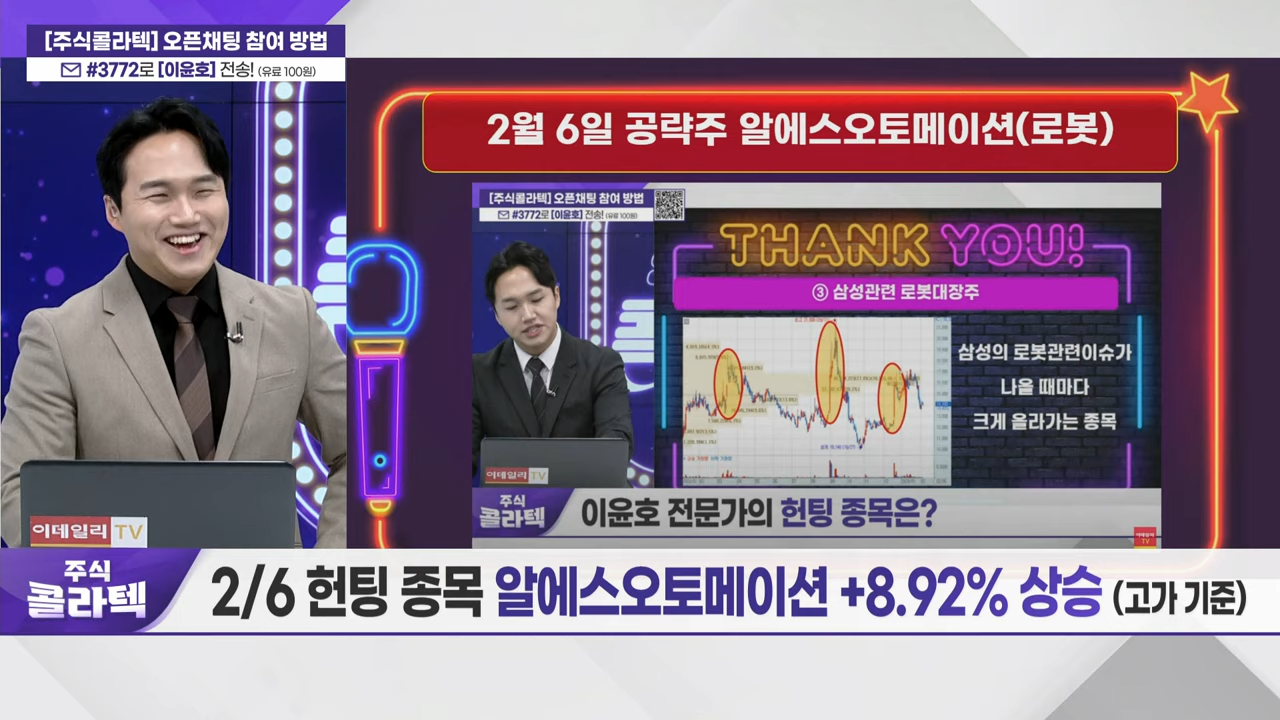 [주식콜라텍] 오픈채팅 참여 방법
#3772로 [이윤호] 전송! (유료 100원)
2월 6일 공략주 알에스오토메이션(로봇)
[주식콜라텍] 오픈채팅 참여 방법
#3772로 [이윤호] 전송! (유료 100원)
THANK YOU!
③ 삼성관련 로봇대장주
삼성의 로봇관련이슈가
나올 때마다
크게 올라가는 종목
이데일리 TV
주식
콜라텍
이윤호 전문가의 헌팅 종목은?
이데일리 TV
이데일리 TV
주식
콜라텍
2/6 헌팅 종목 알에스오토메이션 +8.92% 상승 (고가 기준)